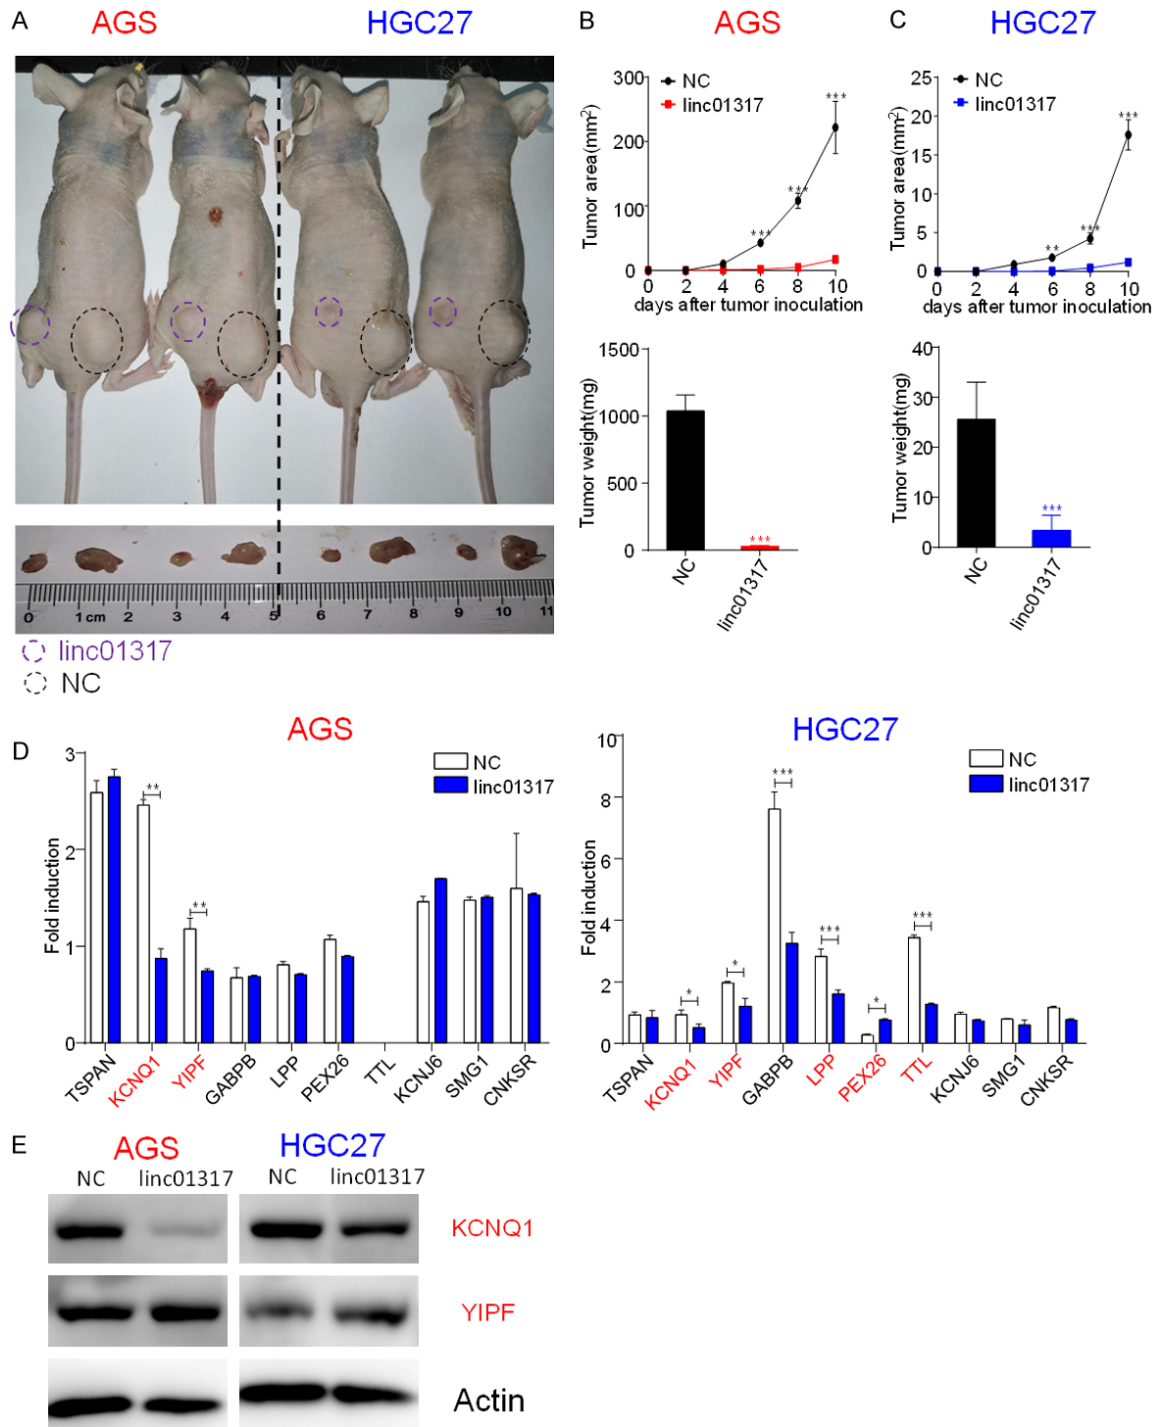 A
AGS
HGC27
0 1cm 2 3 4 5 6 7 8 9 10 11
linc01317
NC
B
AGS
NC
linc01317
Tumor area(mm²)
300
200
100
0
***
***
***
0 2 4 6 8 10
days after tumor inoculation
Tumor weight(mg)
1500
1000
500
0
***
NC
linc01317
C
HGC27
NC
linc01317
Tumor area(mm²)
25
20
15
10
5
0
**
***
***
0 2 4 6 8 10
days after tumor inoculation
Tumor weight(mg)
40
30
20
10
0
***
NC
linc01317
D
AGS
NC
linc01317
Fold induction
3
2
1
0
**
**
TSPAN
KCNQ1
YIPF
GABPB
LPP
PEX26
TTL
KCNJ6
SMG1
CNKSR
HGC27
NC
linc01317
Fold induction
10
8
6
4
2
0
*
*
***
***
*
***
TSPAN
KCNQ1
YIPF
GABPB
LPP
PEX26
TTL
KCNJ6
SMG1
CNKSR
E
AGS
HGC27
NC linc01317 NC linc01317
KCNQ1
YIPF
Actin